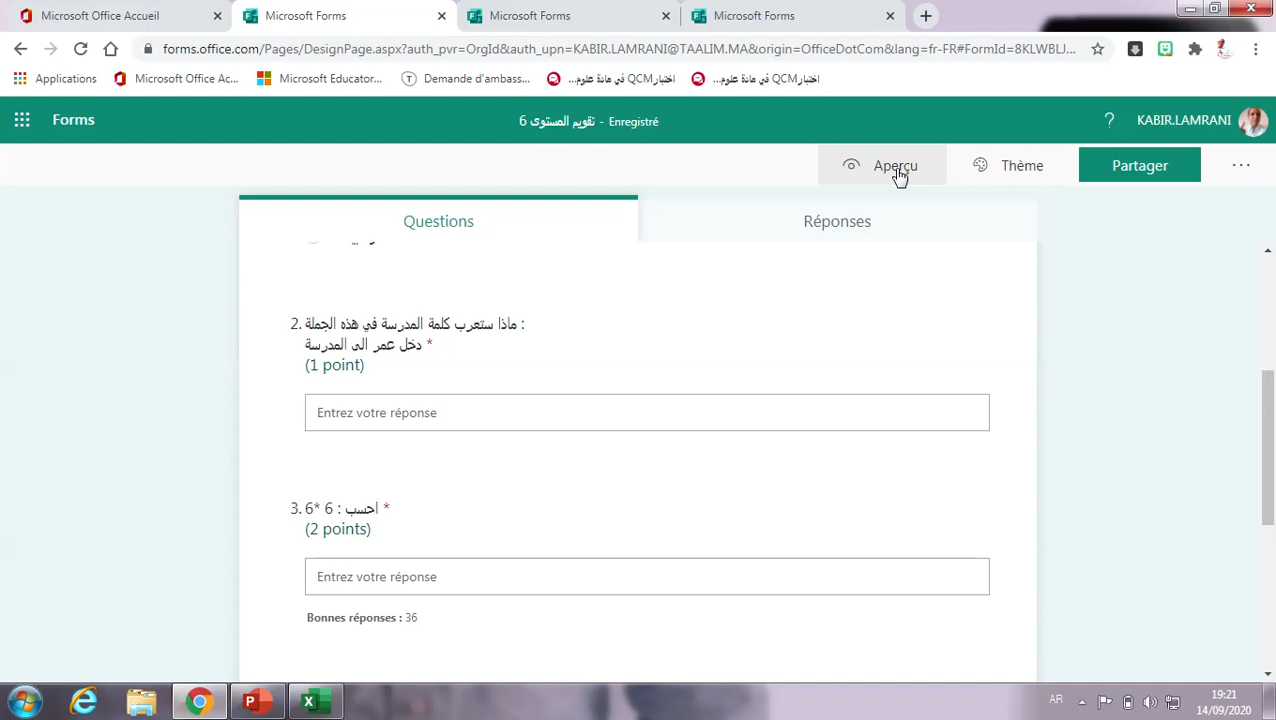 Microsoft Office Accueil
Microsoft Forms
Microsoft Forms
Microsoft Forms
forms.office.com/Pages/DesignPage.aspx?auth_pvr=OrgId&auth_upn=KABIR.LAMRANI@TAALIM.MA&origin=OfficeDotCom&lang=fr-FR#FormId=8KLWBLJ...
Applications
Microsoft Office Ac...
Microsoft Educator...
Demande d'ambass...
اختبار QCM في مادة علوم...
اختبار QCM في مادة علوم...
Forms
تقويم المستوى 6 - Enregistré
KABIR.LAMRANI
Aperçu
Thème
Partager
Questions
Réponses
2. ماذا ستعرب كلمة المدرسة في هذه الجملة :
دخل عمر الى المدرسة *
(1 point)
Entrez votre réponse
3. احسب : 6 *6 *
(2 points)
Entrez votre réponse
Bonnes réponses : 36
AR
19:21
14/09/2020